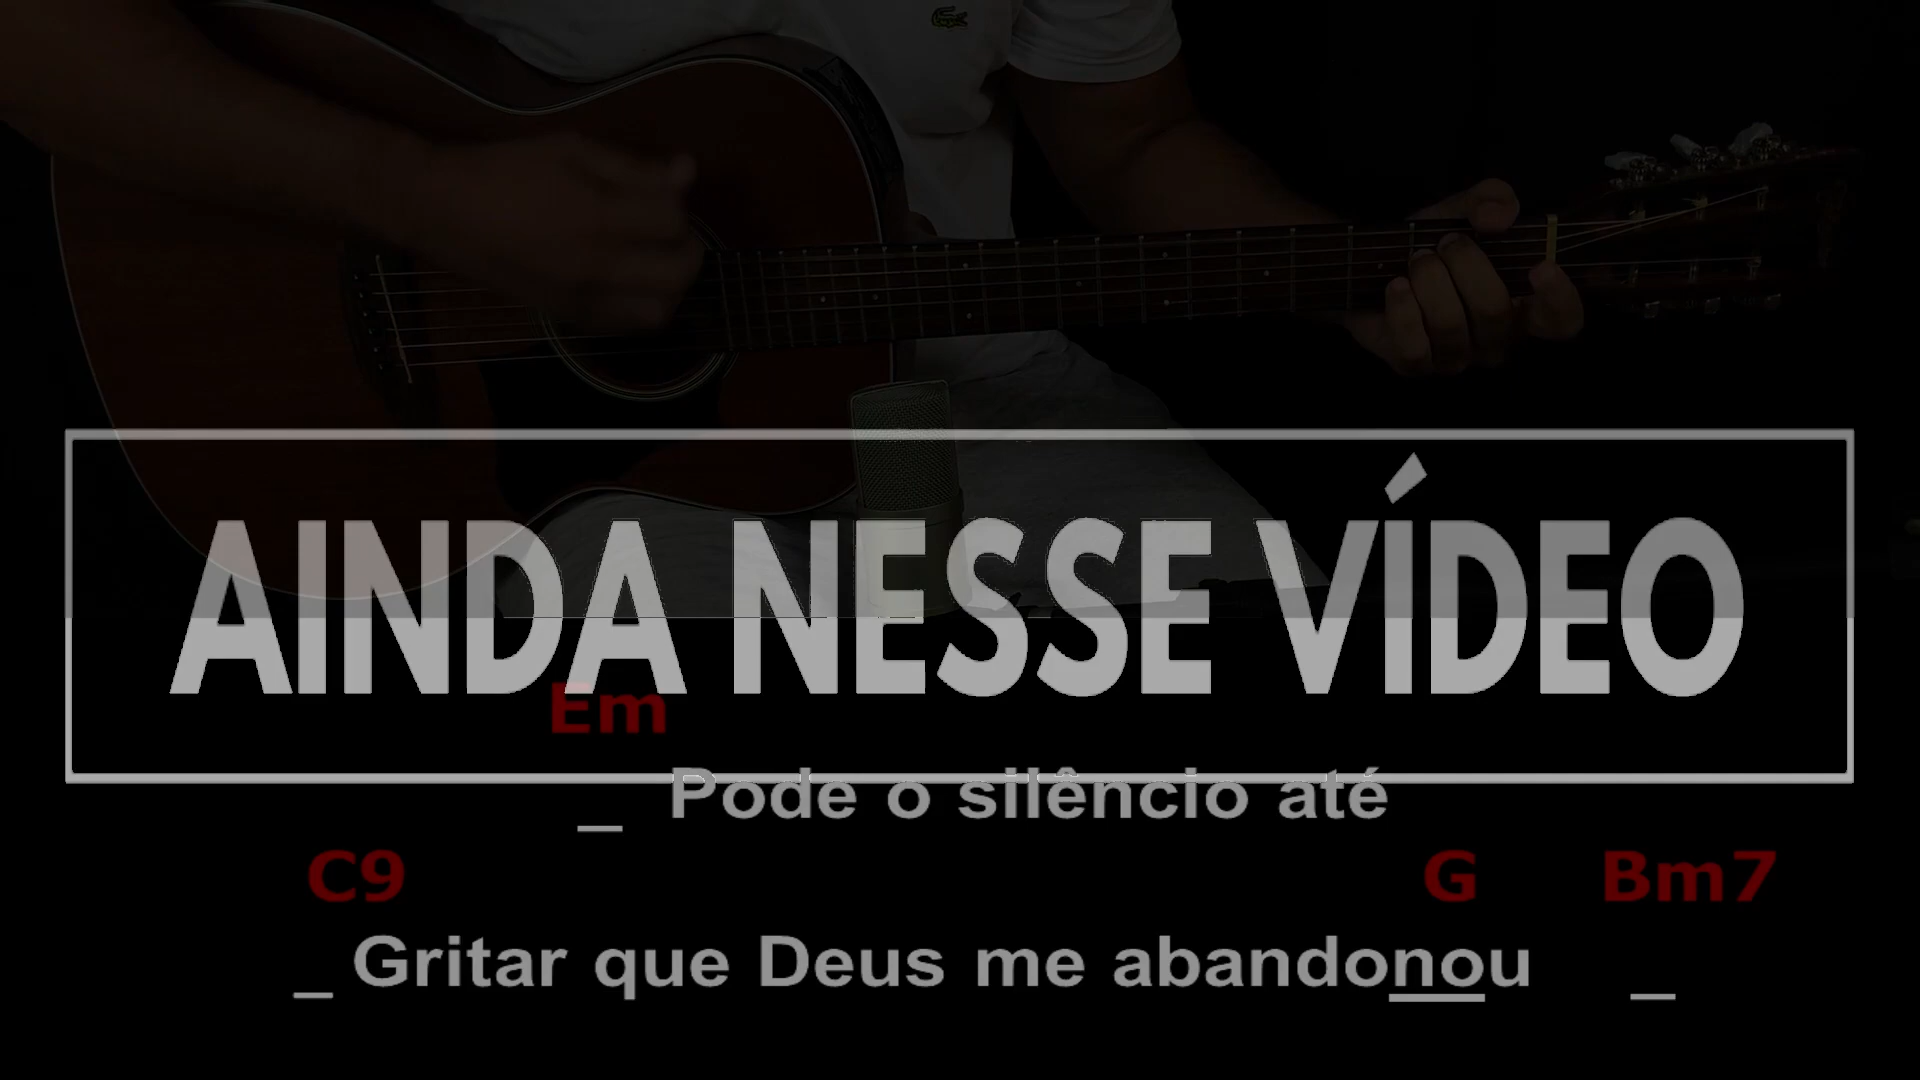 AINDA NESSE VÍDEO
Em
_ Pode o silêncio até
C9 G Bm7
_ Gritar que Deus me abandonou _